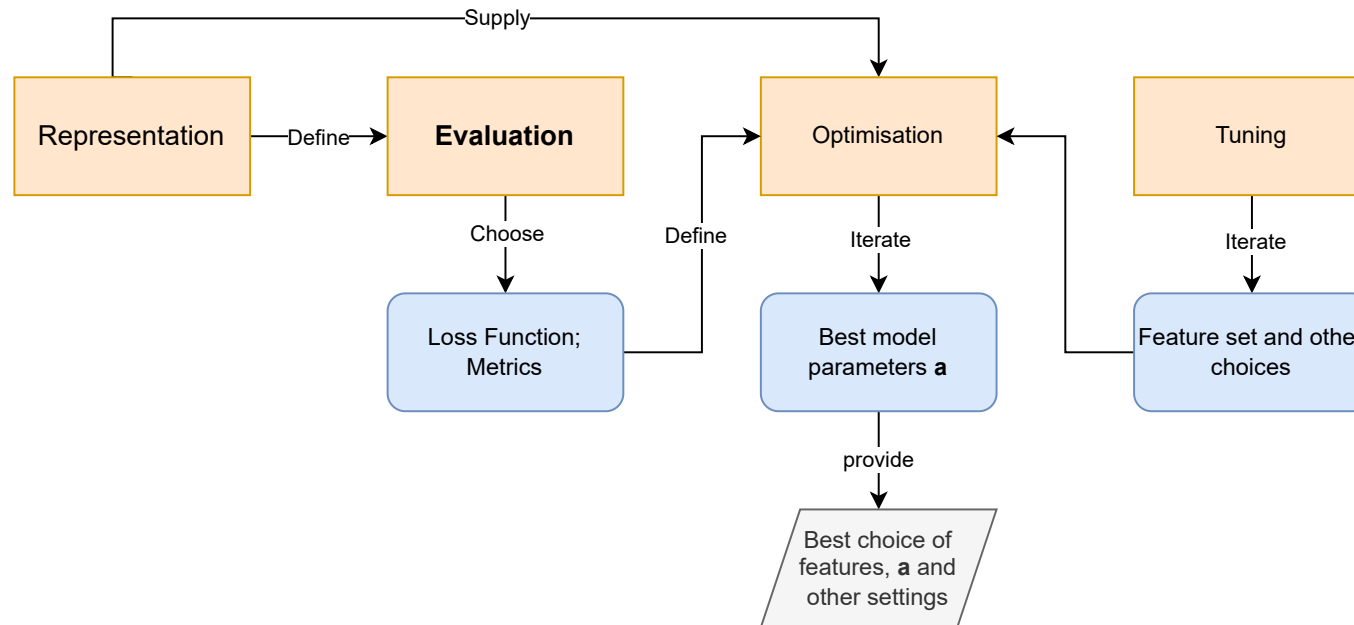 Supply
Representation
Define
Evaluation
Optimisation
Tuning
Choose
Define
Iterate
Iterate
Loss Function;
Metrics
Best model
parameters a
Feature set and othe
choices
provide
Best choice of
features, a and
other settings